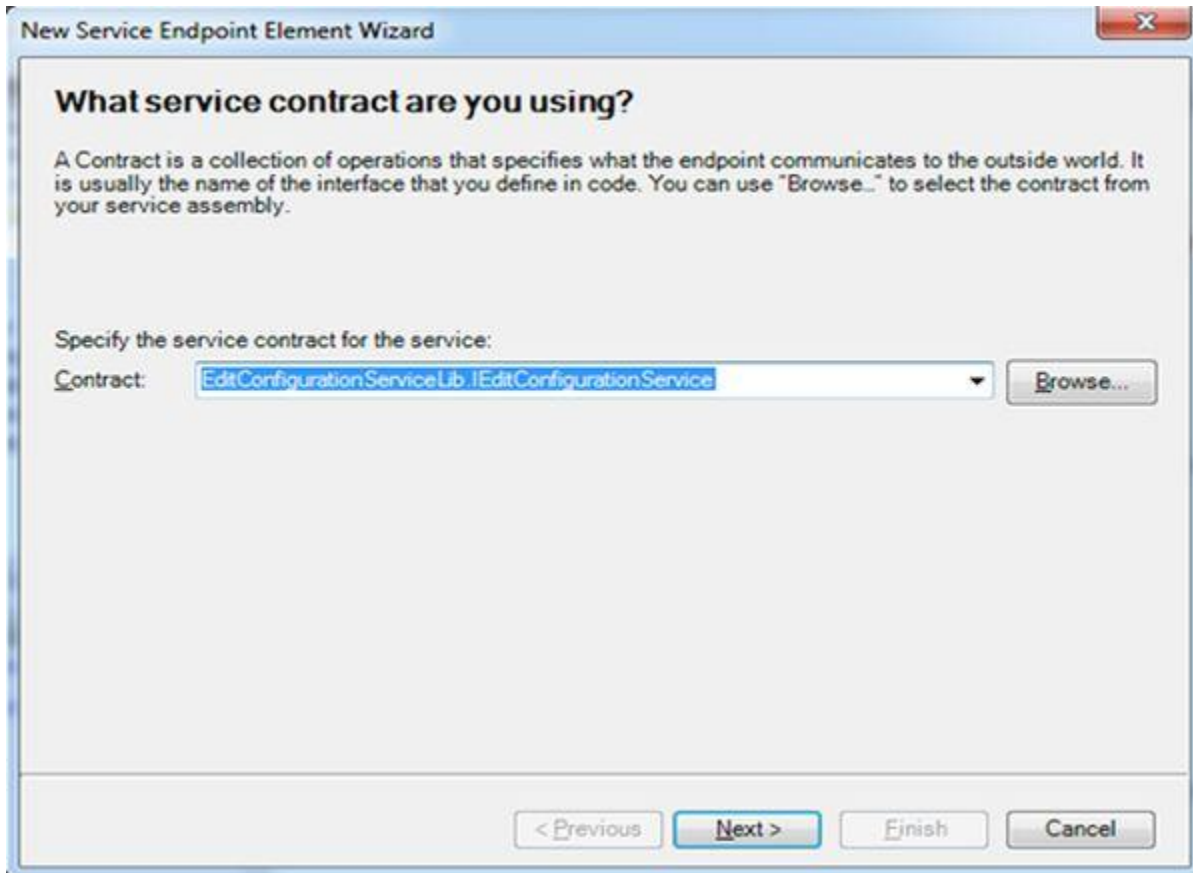 New Service Endpoint Element Wizard
What service contract are you using?
A Contract is a collection of operations that specifies what the endpoint communicates to the outside world. It
is usually the name of the interface that you define in code. You can use "Browse..." to select the contract from
your service assembly.
Specify the service contract for the service:
Contract: EditConfigurationServiceLib.IEditConfigurationService Browse...
< Previous Next > Finish Cancel